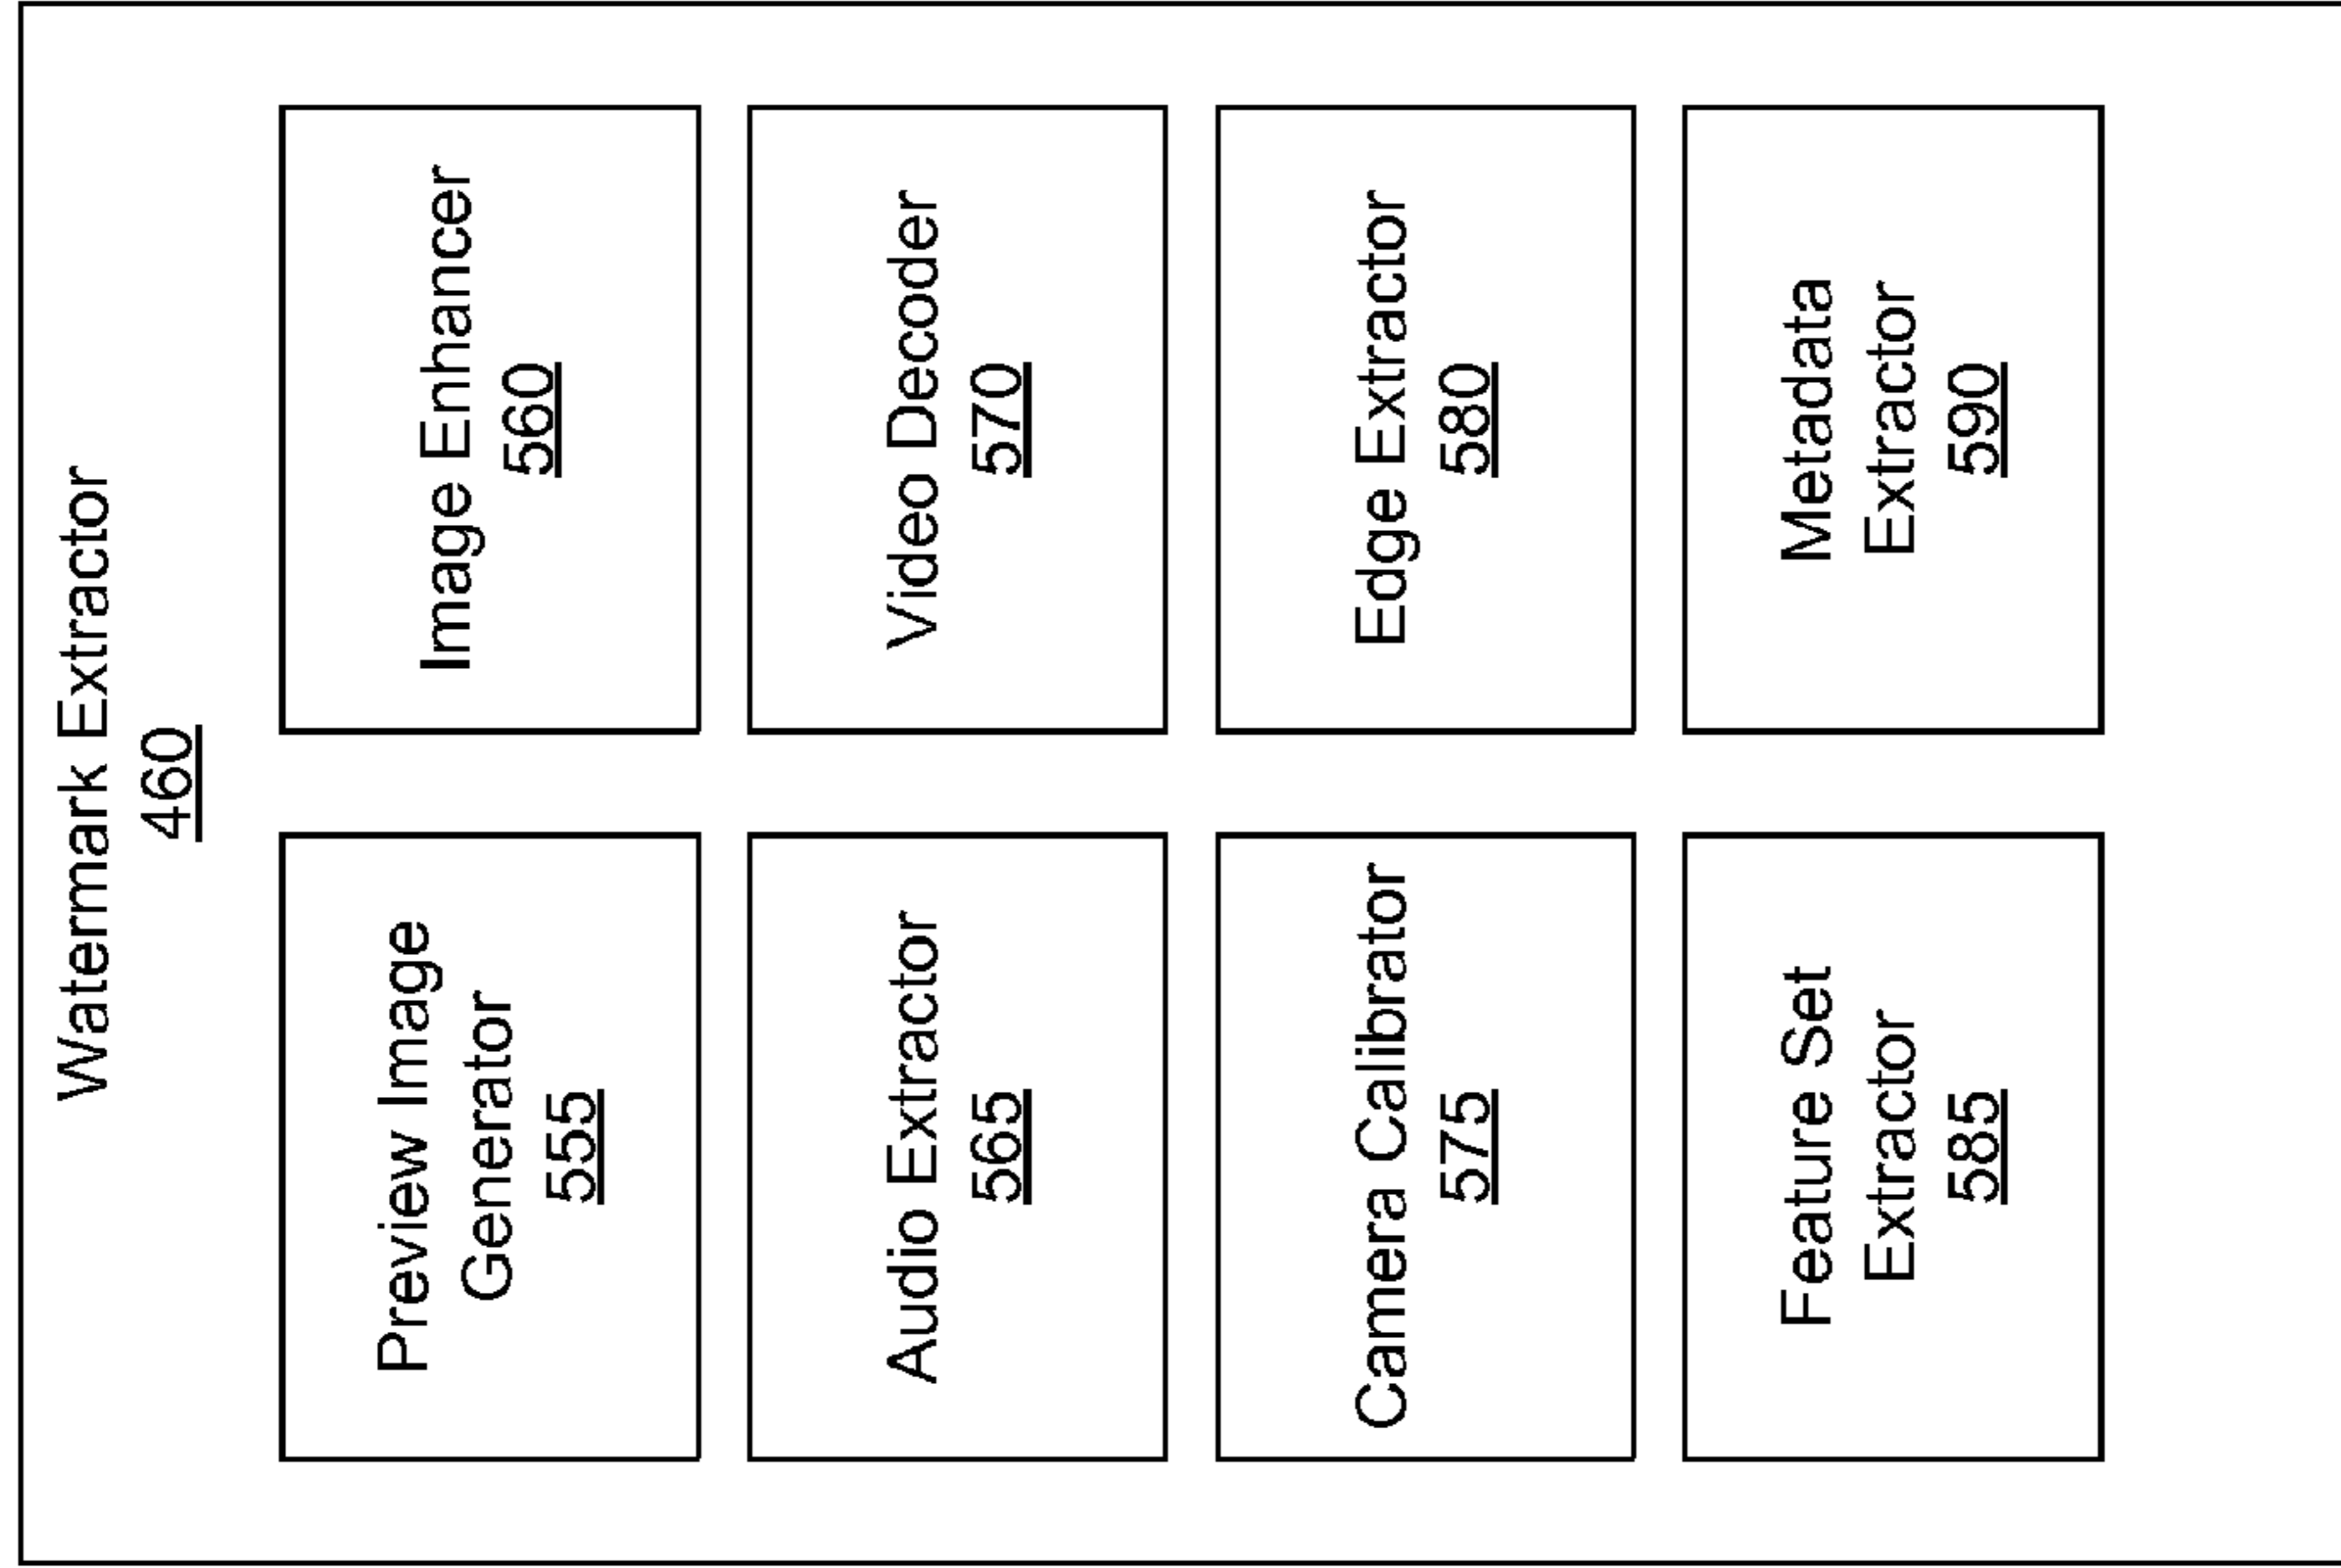 Watermark Extractor
460
Preview Image
Generator
555
Image Enhancer
560
Audio Extractor
565
Video Decoder
570
Camera Calibrator
575
Edge Extractor
580
Feature Set
Extractor
585
Metadata
Extractor
590